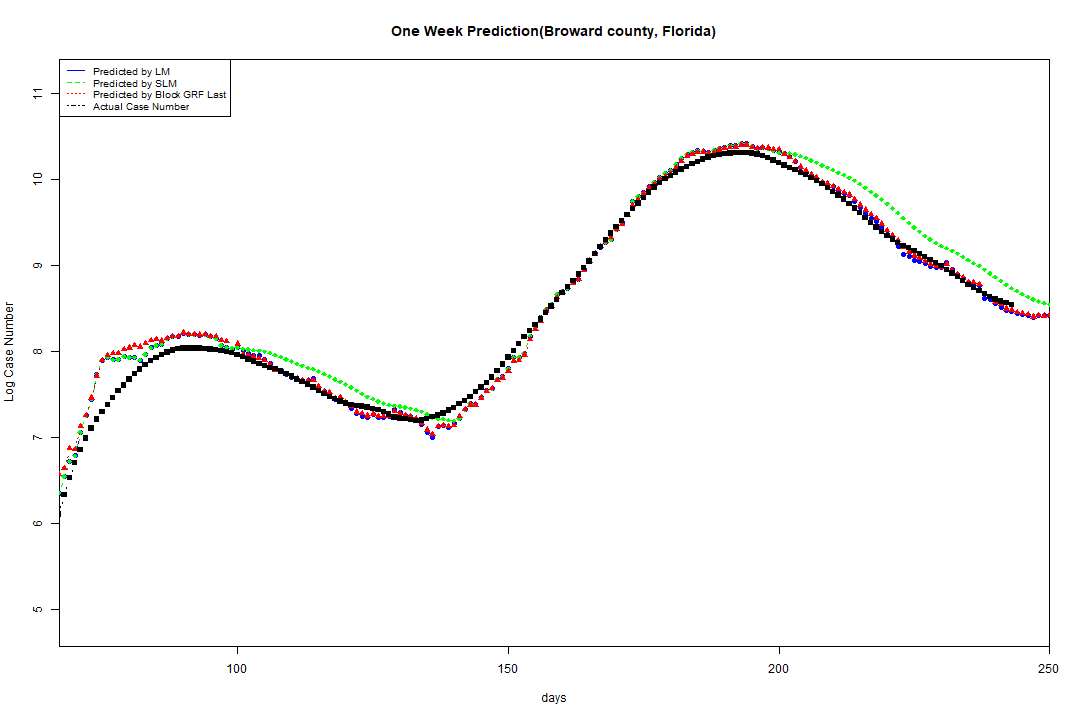 One Week Prediction(Broward county, Florida)
Predicted by LM
Predicted by SLM
Predicted by Block GRF Last
Actual Case Number
11
10
9
8
7
6
5
Log Case Number
100
150
200
250
days